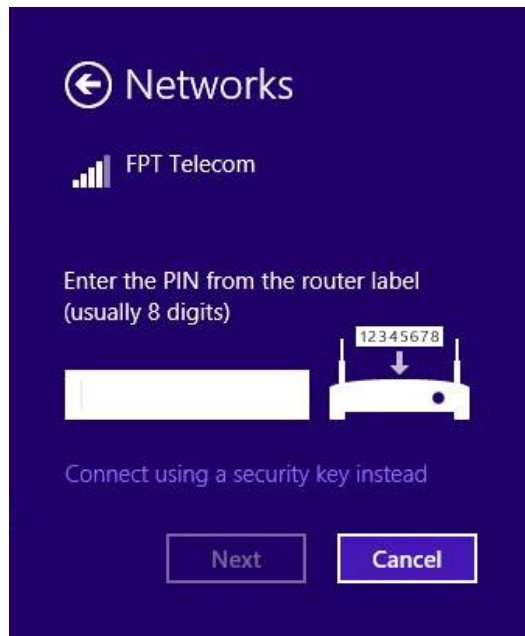 Networks
FPT Telecom
Enter the PIN from the router label
(usually 8 digits)
12345678
Connect using a security key instead
Next
Cancel